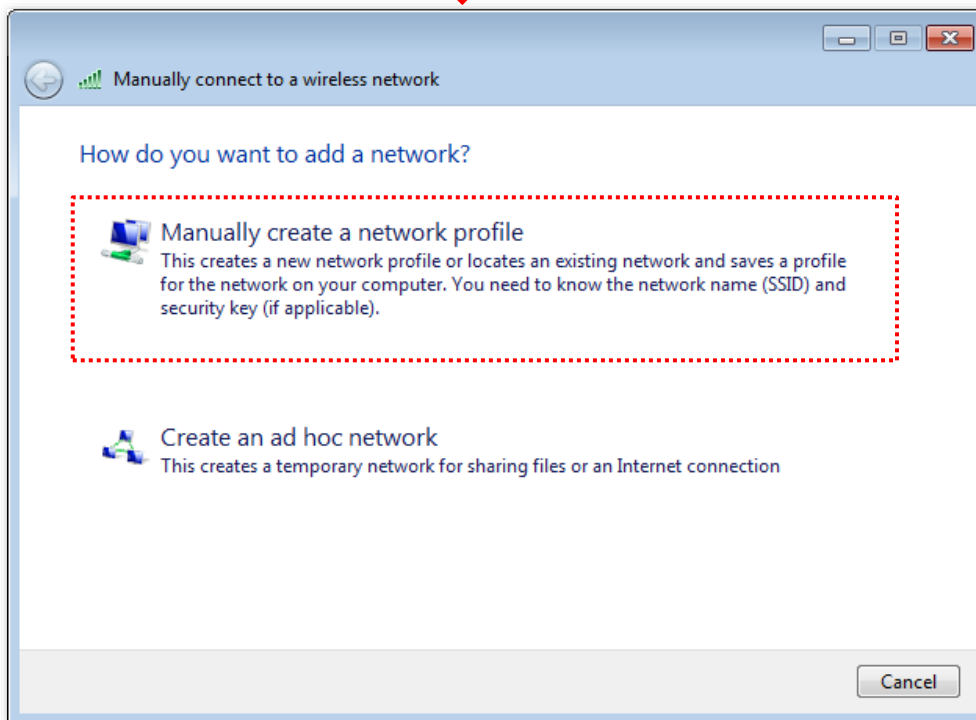 Manually connect to a wireless network
How do you want to add a network?
Manually create a network profile
This creates a new network profile or locates an existing network and saves a profile
for the network on your computer. You need to know the network name (SSID) and
security key (if applicable).
Create an ad hoc network
This creates a temporary network for sharing files or an Internet connection
Cancel